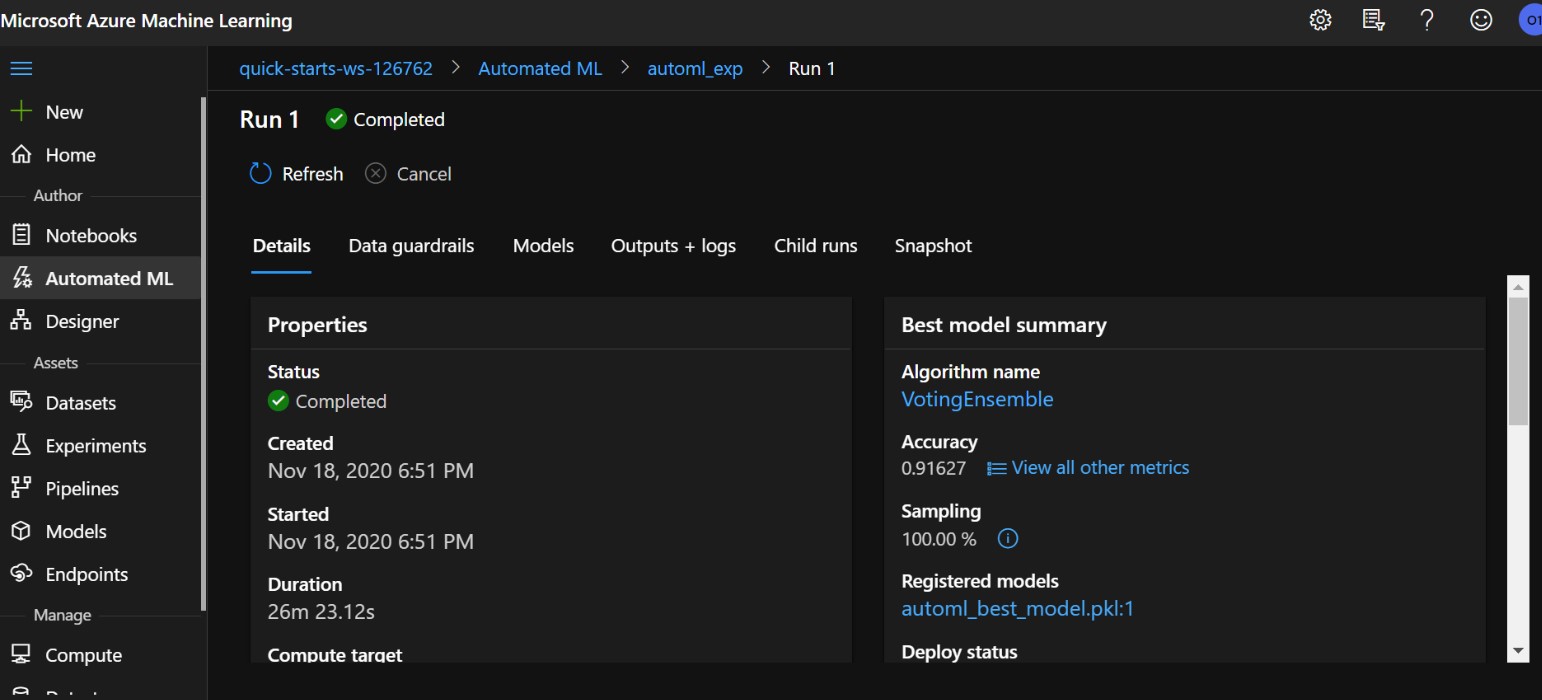 Microsoft Azure Machine Learning
quick-starts-ws-126762 > Automated ML > automl_exp > Run 1
New
Home
Author
Notebooks
Automated ML
Designer
Assets
Datasets
Experiments
Pipelines
Models
Endpoints
Manage
Compute
Run 1 Completed
Refresh Cancel
Details Data guardrails Models Outputs + logs Child runs Snapshot
Properties
Status
Completed
Created
Nov 18, 2020 6:51 PM
Started
Nov 18, 2020 6:51 PM
Duration
26m 23.12s
Compute target
Best model summary
Algorithm name
VotingEnsemble
Accuracy
0.91627 View all other metrics
Sampling
100.00 %
Registered models
automl_best_model.pkl:1
Deploy status